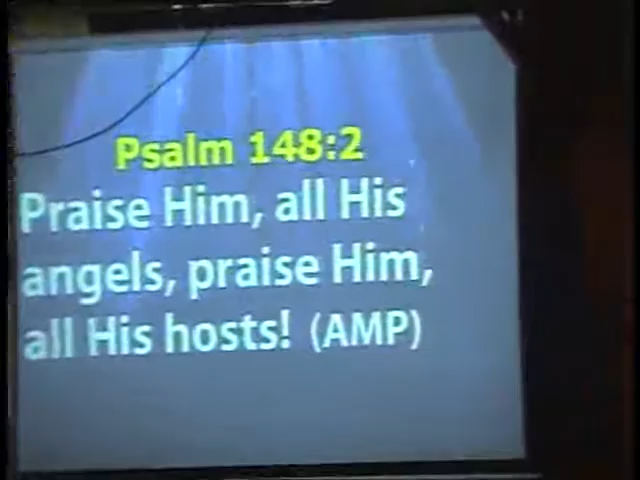 Psalm 148:2
Praise Him, all His
angels, praise Him,
all His hosts! (AMP)